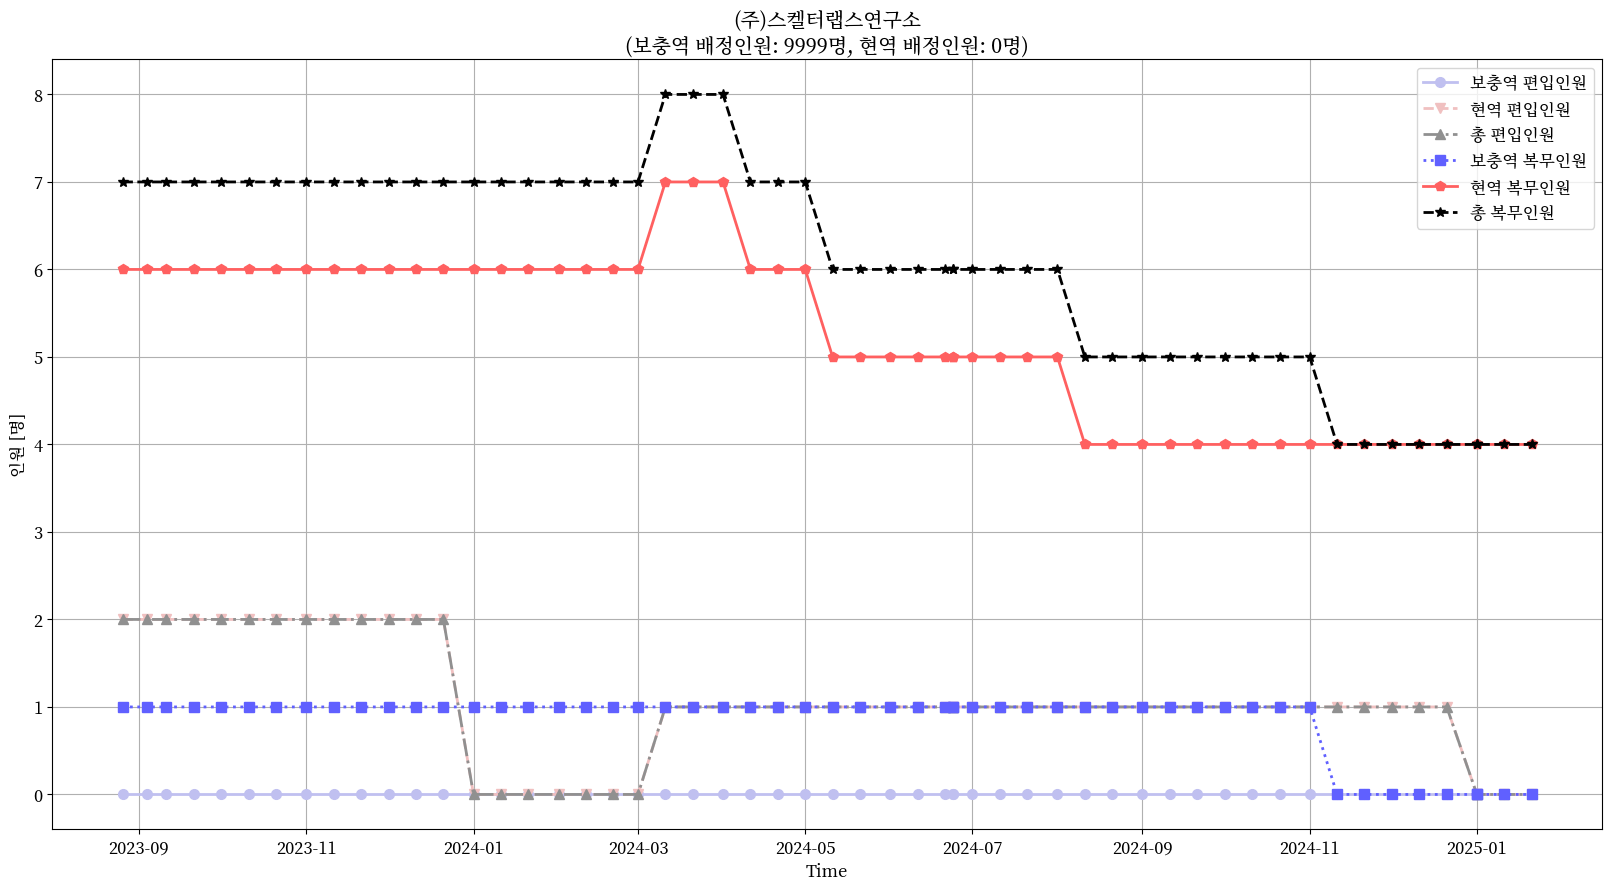 (주)스켈터랩스연구소
(보충역 배정인원: 9999명, 현역 배정인원: 0명)
보충역 편입인원
현역 편입인원
총 편입인원
보충역 복무인원
현역 복무인원
총 복무인원
인원 [명]
8
7
6
5
4
3
2
1
0
2023-09 2023-11 2024-01 2024-03 2024-05 2024-07 2024-09 2024-11 2025-01
Time